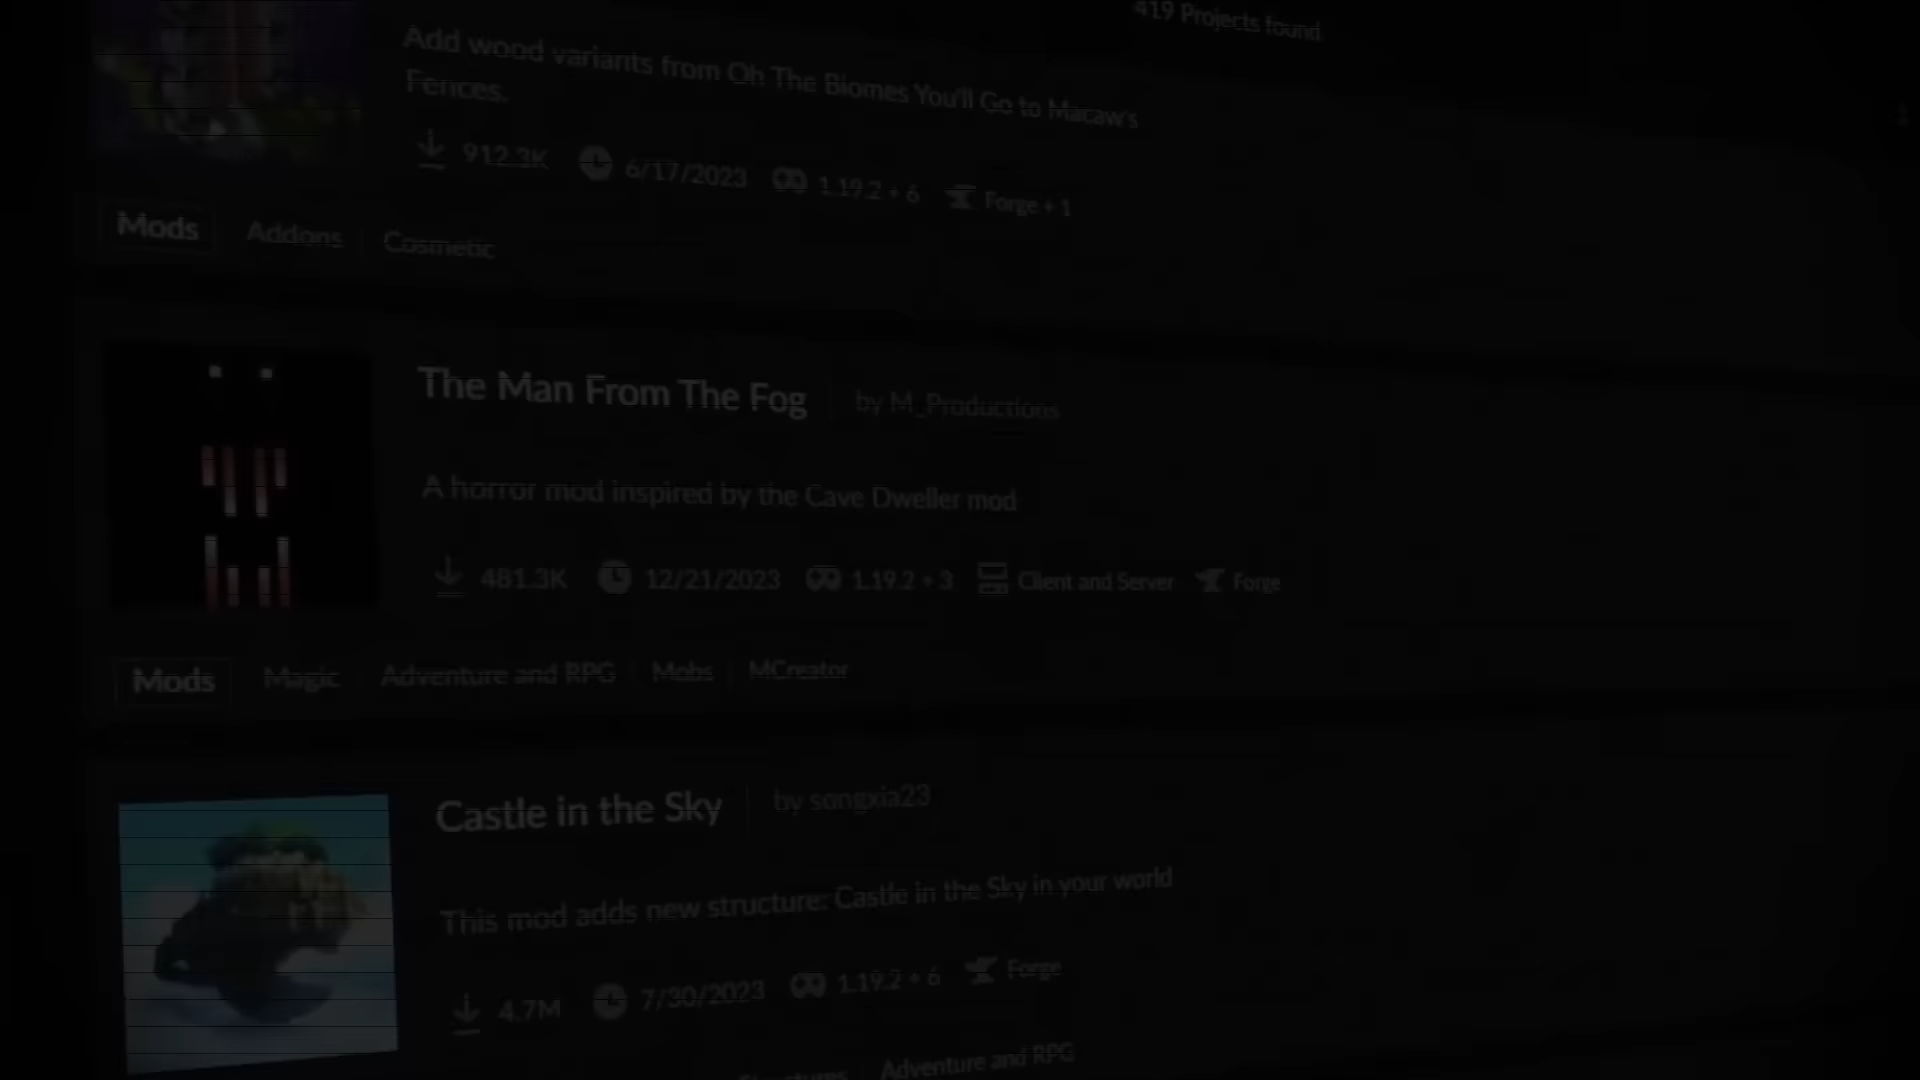 419 Projects found
Add wood variants from Oh The Biomes You'll Go to Macaw's
Fences.
912.3K 6/17/2023 1.19.2 + 6 Forge + 1
Mods Addons Cosmetic
The Man From The Fog by M_Productions
A horror mod inspired by the Cave Dweller mod
481.3K 12/21/2023 1.19.2 + 3 Client and Server Forge
Mods Magic Adventure and RPG Mobs MCreator
Castle in the Sky by songxia23
This mod adds new structure: Castle in the Sky in your world
4.7M 7/30/2023 1.19.2 + 6 Forge
Structures Adventure and RPG